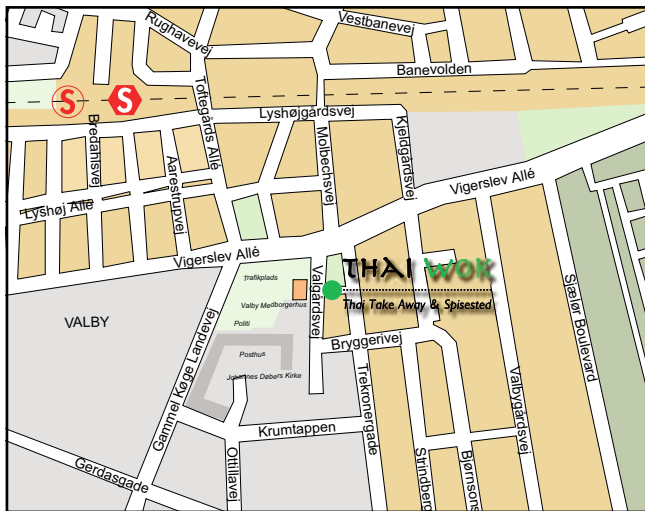 Rughavevej
Vestbanevej
Banevolden
S
S
Toftegårds Allé
Lyshøjgårdsvej
Bredahlsvej
Molbechsvej
Kjeldgårdsvej
Aarestrupvej
Vigerslev Allé
Lyshøj Allé
Vigerslev Allé
THAI WOK
Thai Take Away & Spisested
Trafikplads
Valby Medborgerhus
Politi
Posthus
Johannes Døbers Kirke
VALBY
Valgårdsvej
Bryggerivej
Sjælør Boulevard
Gammel Køge Landevej
Trekronergade
Valbygårdsvej
Krumtappen
Gerdasgade
Ottiliavej
Strindberg
Bjørnsons